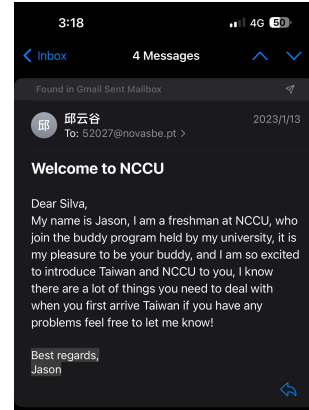 3:18
4G 50
Inbox
4 Messages
Found in Gmail Sent Mailbox
邱
邱云谷
2023/1/13
To: 52027@novasbe.pt >
Welcome to NCCU
Dear Silva,
My name is Jason, I am a freshman at NCCU, who
join the buddy program held by my university, it is
my pleasure to be your buddy, and I am so excited
to introduce Taiwan and NCCU to you, I know
there are a lot of things you need to deal with
when you first arrive Taiwan if you have any
problems feel free to let me know!
Best regards,
Jason